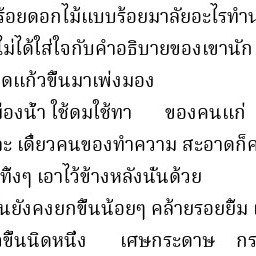 ร้อยดอกไม้แบบร้อยมาลัยอะไรทำน
ไม่ได้ใส่ใจกับคำอธิบายของเขานัก
ดแก้วขึ้นมาเพ่งมอง
่องน้ำ ใช้ดมใช้ทา ของคนแก่
ะ เดี๋ยวคนของทำความ สะอาดก็ค
ทิ้งๆ เอาไว้ข้างหลังนั่นด้วย
นยังคงยกขึ้นน้อยๆ คล้ายรอยยิ้ม
ขึ้นนิดหนึ่ง เศษกระดาษ กร